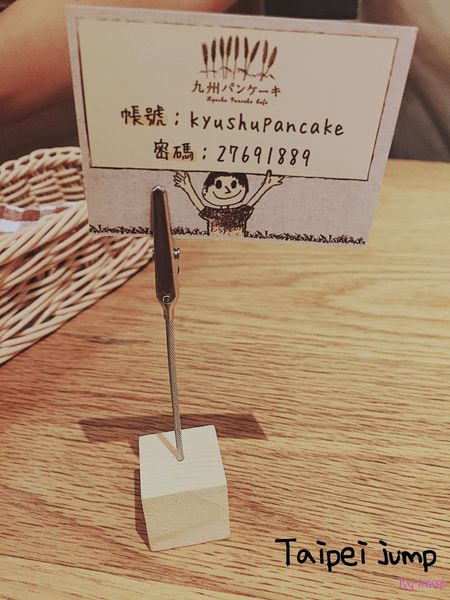 九州パンケーキ
Kyushu Pancake Cafe
帳號：kyushupancake
密碼：27691889
Taipei jump
Ivy travel